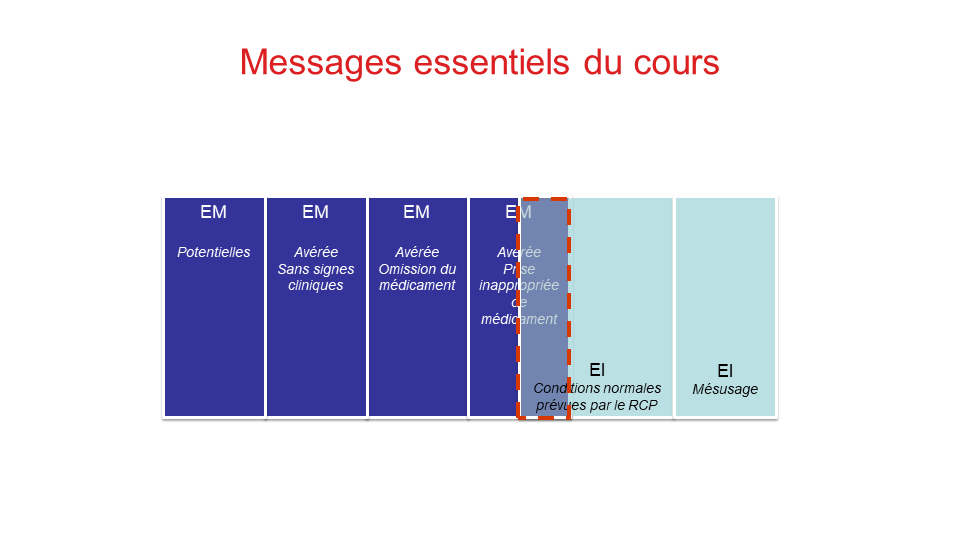 Messages essentiels du cours
EM
Potentielles
EM
Avérée
Sans signes
cliniques
EM
Avérée
Omission du
médicament
EM
Avérée
Prise
inappropriée
de
médicament
EI
Conditions normales
prévues par le RCP
EI
Mésusage